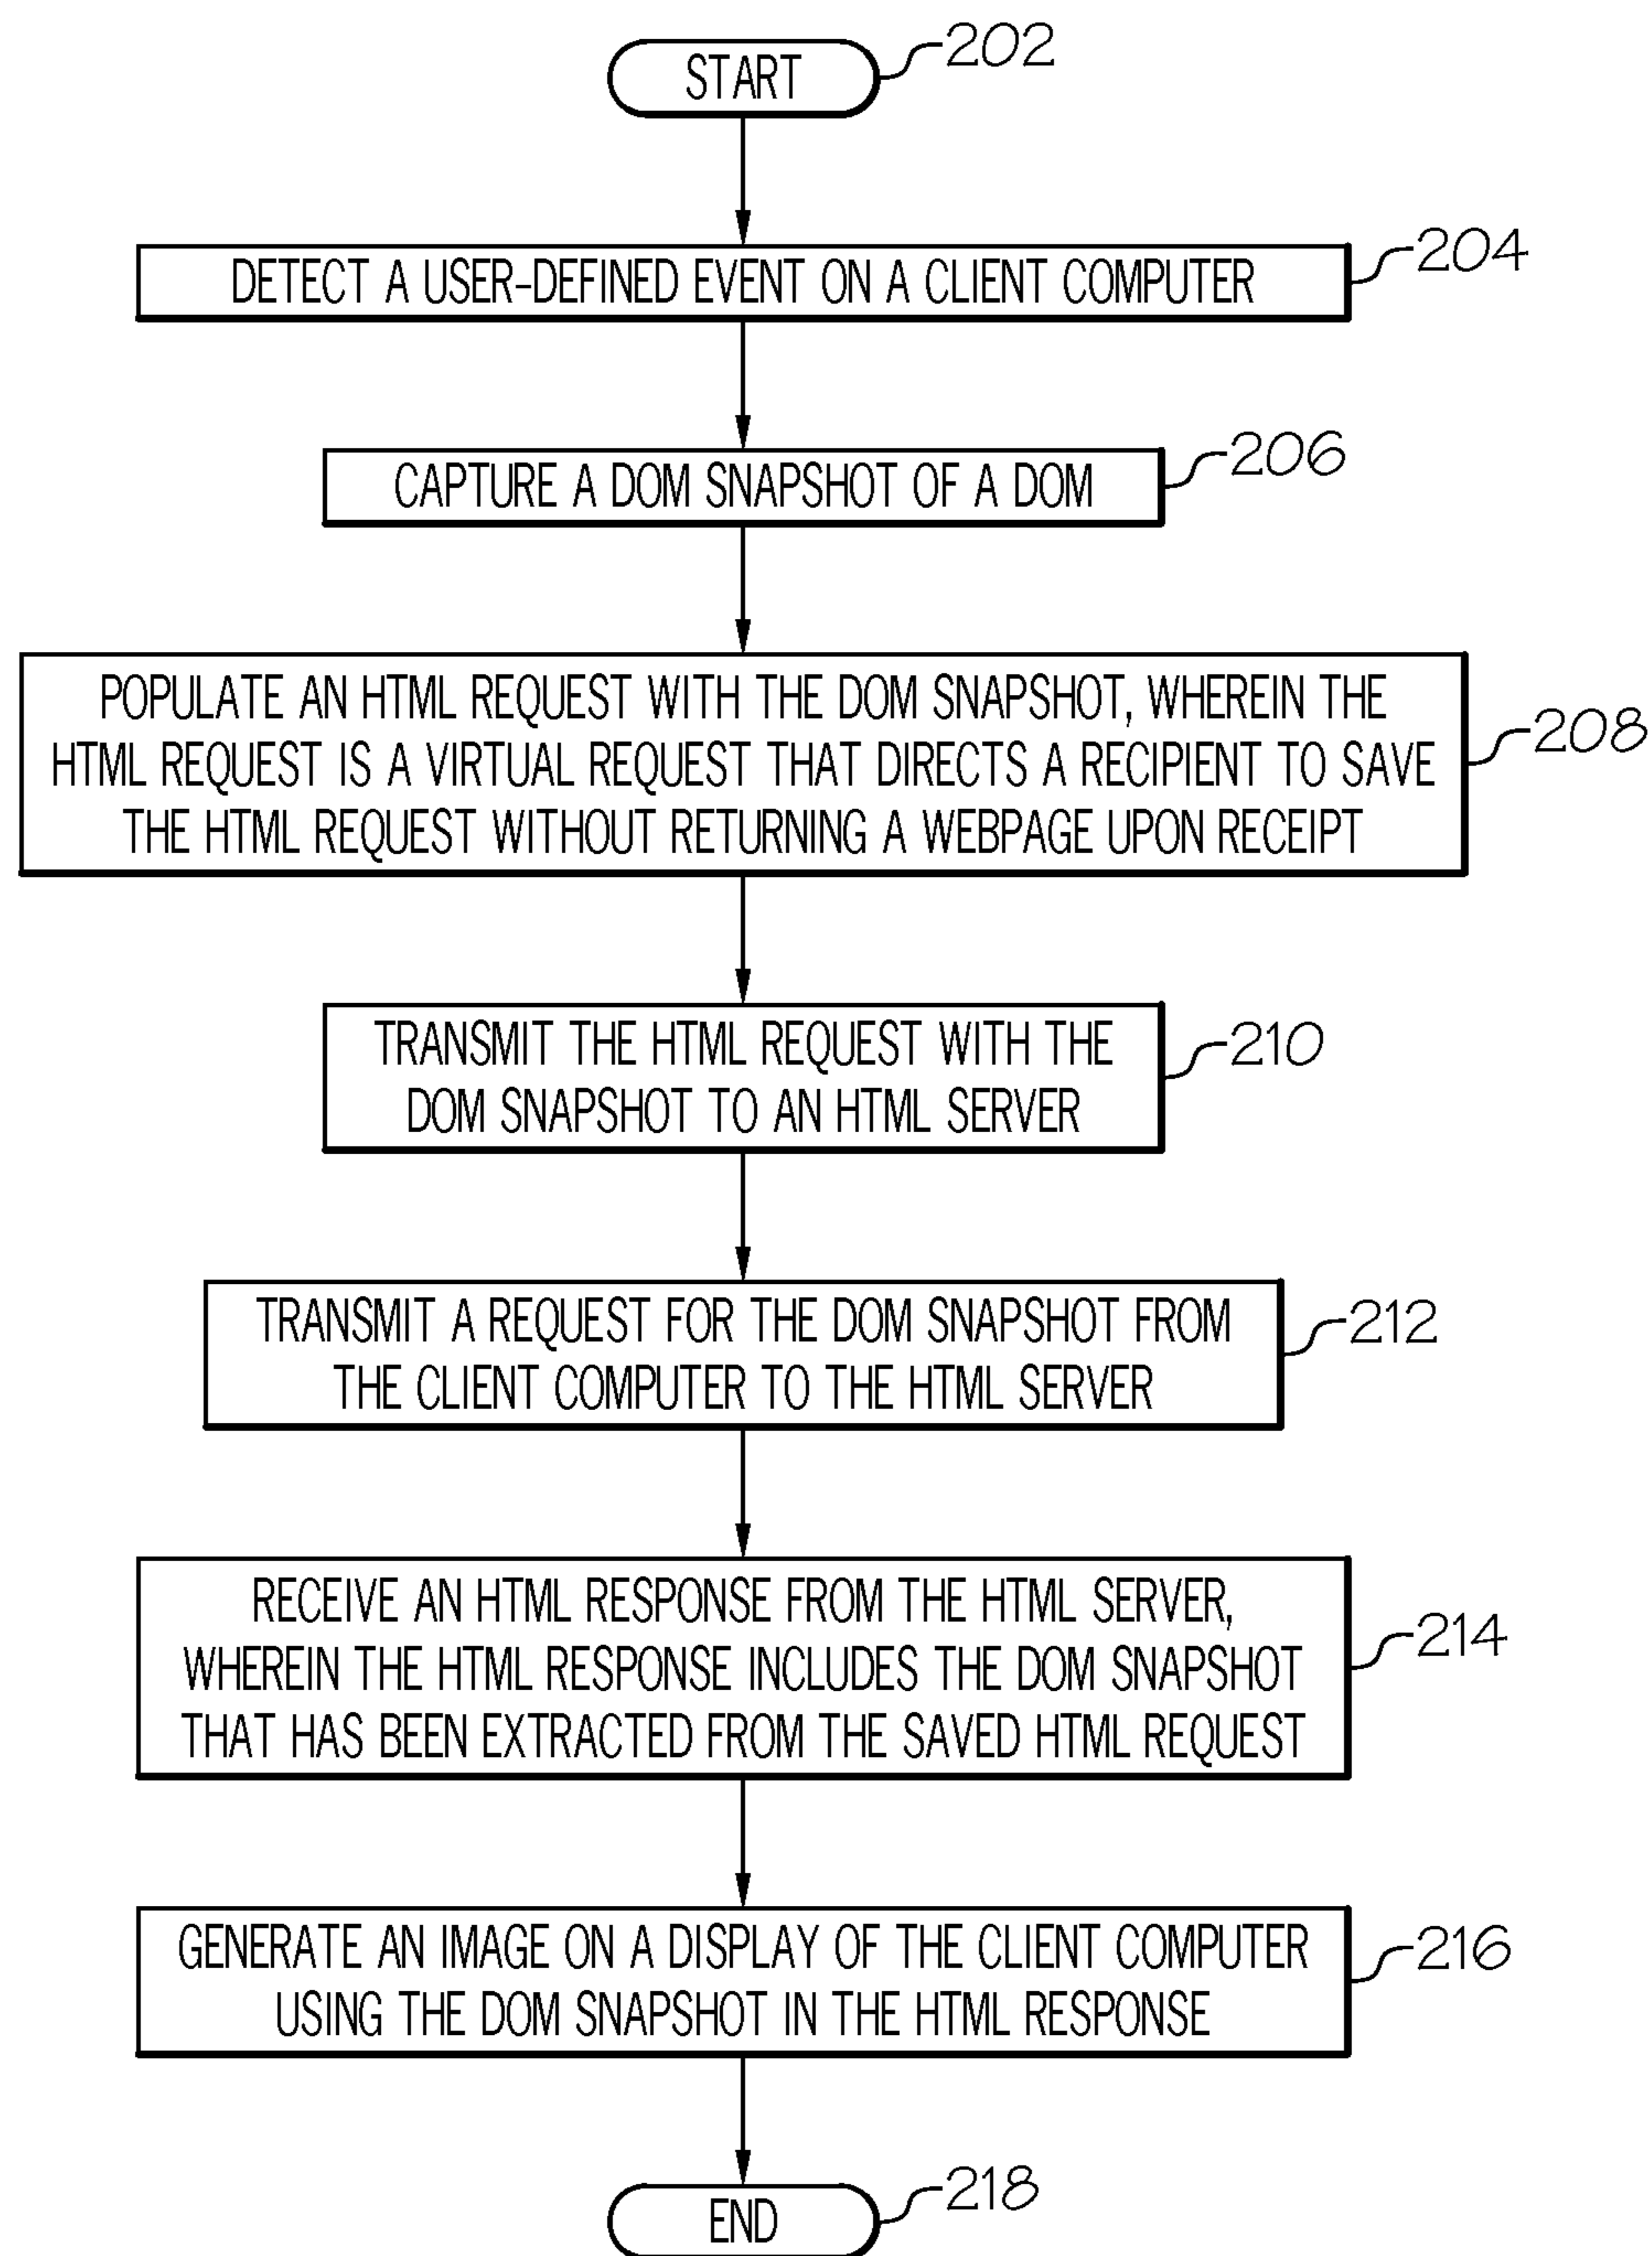 START
202
DETECT A USER-DEFINED EVENT ON A CLIENT COMPUTER
204
CAPTURE A DOM SNAPSHOT OF A DOM
206
POPULATE AN HTML REQUEST WITH THE DOM SNAPSHOT, WHEREIN THE
HTML REQUEST IS A VIRTUAL REQUEST THAT DIRECTS A RECIPIENT TO SAVE
THE HTML REQUEST WITHOUT RETURNING A WEBPAGE UPON RECEIPT
208
TRANSMIT THE HTML REQUEST WITH THE
DOM SNAPSHOT TO AN HTML SERVER
210
TRANSMIT A REQUEST FOR THE DOM SNAPSHOT FROM
THE CLIENT COMPUTER TO THE HTML SERVER
212
RECEIVE AN HTML RESPONSE FROM THE HTML SERVER,
WHEREIN THE HTML RESPONSE INCLUDES THE DOM SNAPSHOT
THAT HAS BEEN EXTRACTED FROM THE SAVED HTML REQUEST
214
GENERATE AN IMAGE ON A DISPLAY OF THE CLIENT COMPUTER
USING THE DOM SNAPSHOT IN THE HTML RESPONSE
216
END
218